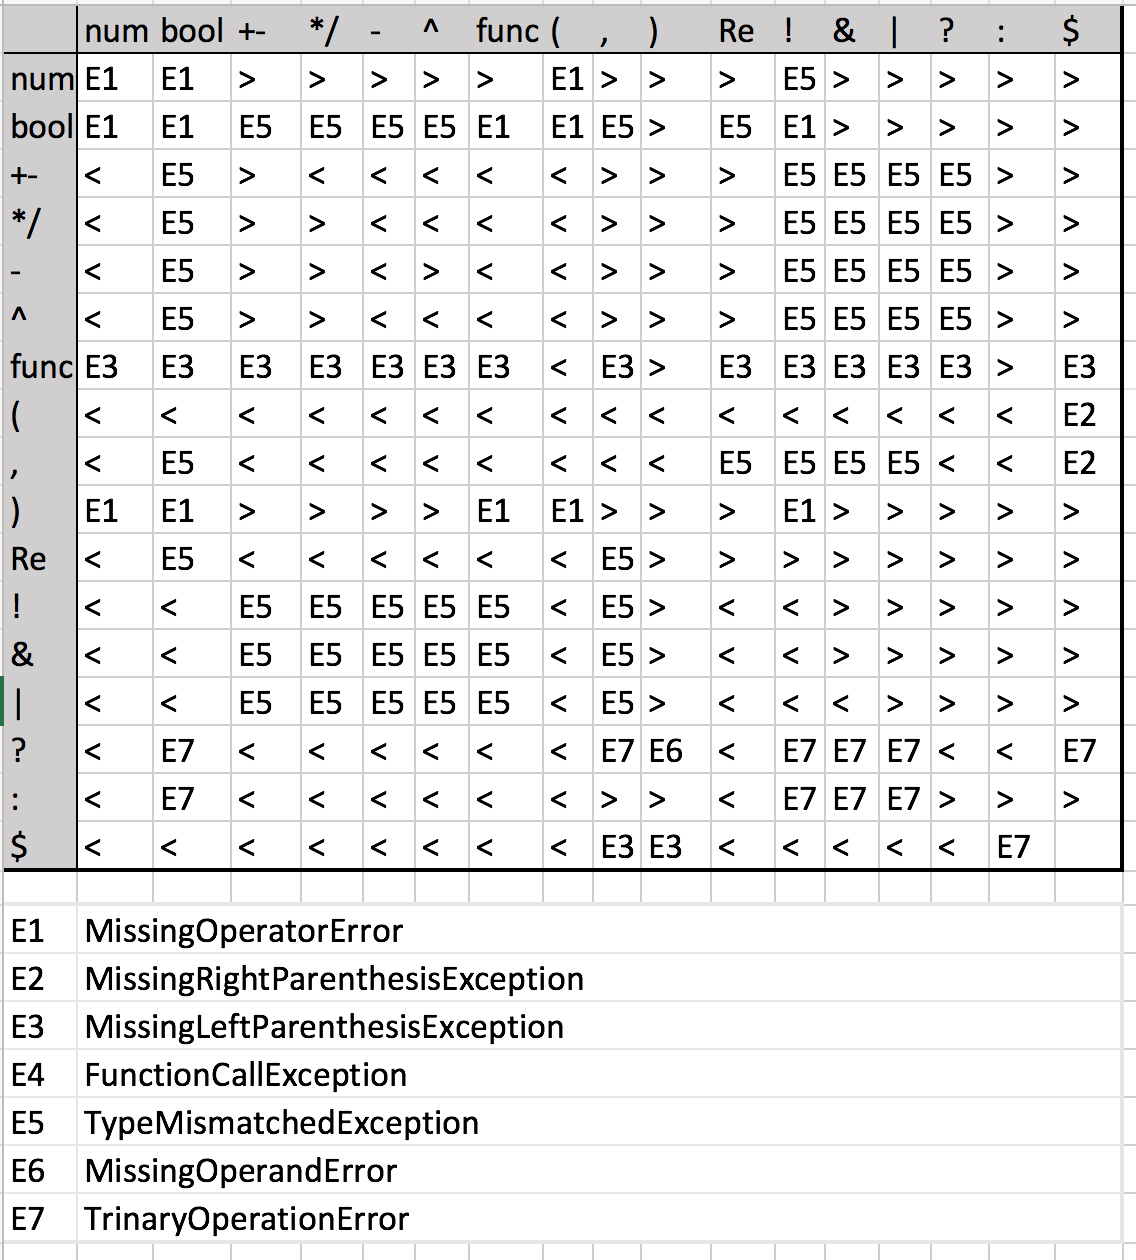 num bool +- */ - ^ func ( , ) Re ! & | ? : $
num E1 E1 > > > > > E1 > > > E5 > > > > >
bool E1 E1 E5 E5 E5 E5 E1 E1 E5 > E5 E1 > > > > >
+- < E5 > < < < < < > > > E5 E5 E5 E5 > >
*/ < E5 > > < < < < > > > E5 E5 E5 E5 > >
- < E5 > > < > < < > > > E5 E5 E5 E5 > >
^ < E5 > > < < < < > > > E5 E5 E5 E5 > >
func E3 E3 E3 E3 E3 E3 E3 < E3 > E3 E3 E3 E3 E3 > E3
( < < < < < < < < < < < < < < < < E2
, < E5 < < < < < < < < E5 E5 E5 E5 < < E2
) E1 E1 > > > > E1 E1 > > > E1 > > > > >
Re < E5 < < < < < < E5 > > > > > > > >
! < < E5 E5 E5 E5 E5 < E5 > < < > > > > >
& < < E5 E5 E5 E5 E5 < E5 > < < > > > > >
| < < E5 E5 E5 E5 E5 < E5 > < < < > > > >
? < E7 < < < < < < E7 E6 < E7 E7 E7 < < E7
: < E7 < < < < < < > > < E7 E7 E7 > > >
$ < < < < < < < < E3 E3 < < < < < E7
E1 MissingOperatorError
E2 MissingRightParenthesisException
E3 MissingLeftParenthesisException
E4 FunctionCallException
E5 TypeMismatchedException
E6 MissingOperandError
E7 TrinaryOperationError